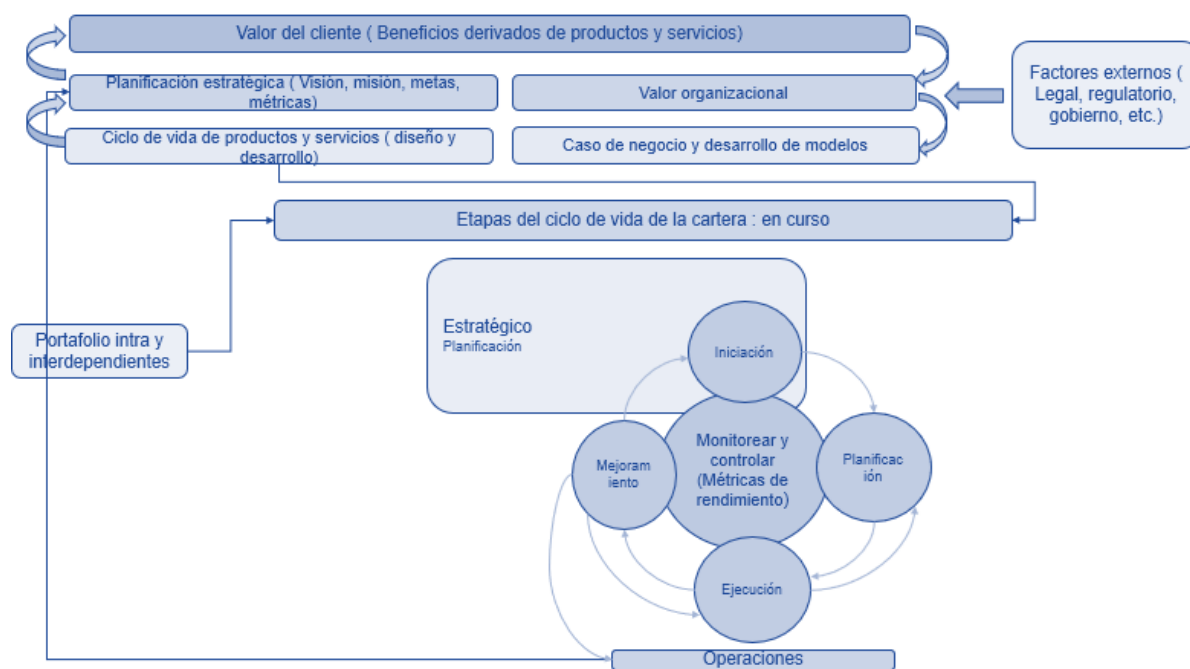 Valor del cliente ( Beneficios derivados de productos y servicios)
Planificación estratégica ( Visión, misión, metas,
métricas)
Valor organizacional
Factores externos (
Legal, regulatorio,
gobierno, etc.)
Ciclo de vida de productos y servicios ( diseño y
desarrollo)
Caso de negocio y desarrollo de modelos
Etapas del ciclo de vida de la cartera : en curso
Portafolio intra y
interdependientes
Estratégico
Planificación
Iniciación
Monitorear y
controlar
(Métricas de
rendimiento)
Mejoram
iento
Planificac
ión
Ejecución
Operaciones